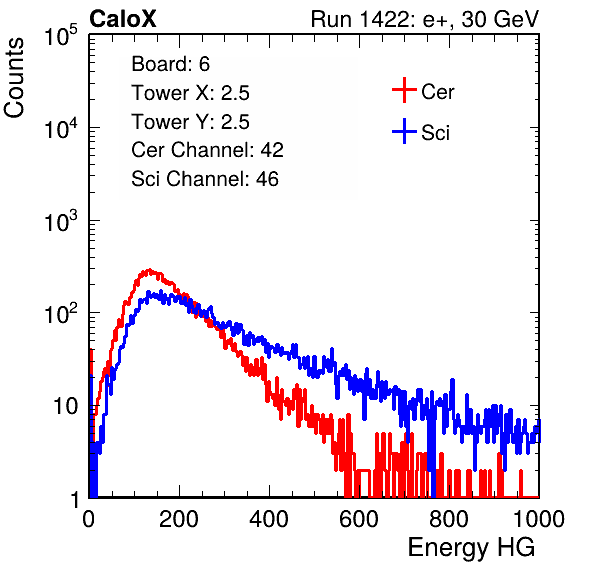 CaloX Run 1422: e+, 30 GeV
Counts
Board: 6
Tower X: 2.5
Tower Y: 2.5
Cer Channel: 42
Sci Channel: 46
Cer
Sci
10^5
10^4
10^3
10^2
10
1
0 200 400 600 800 1000
Energy HG